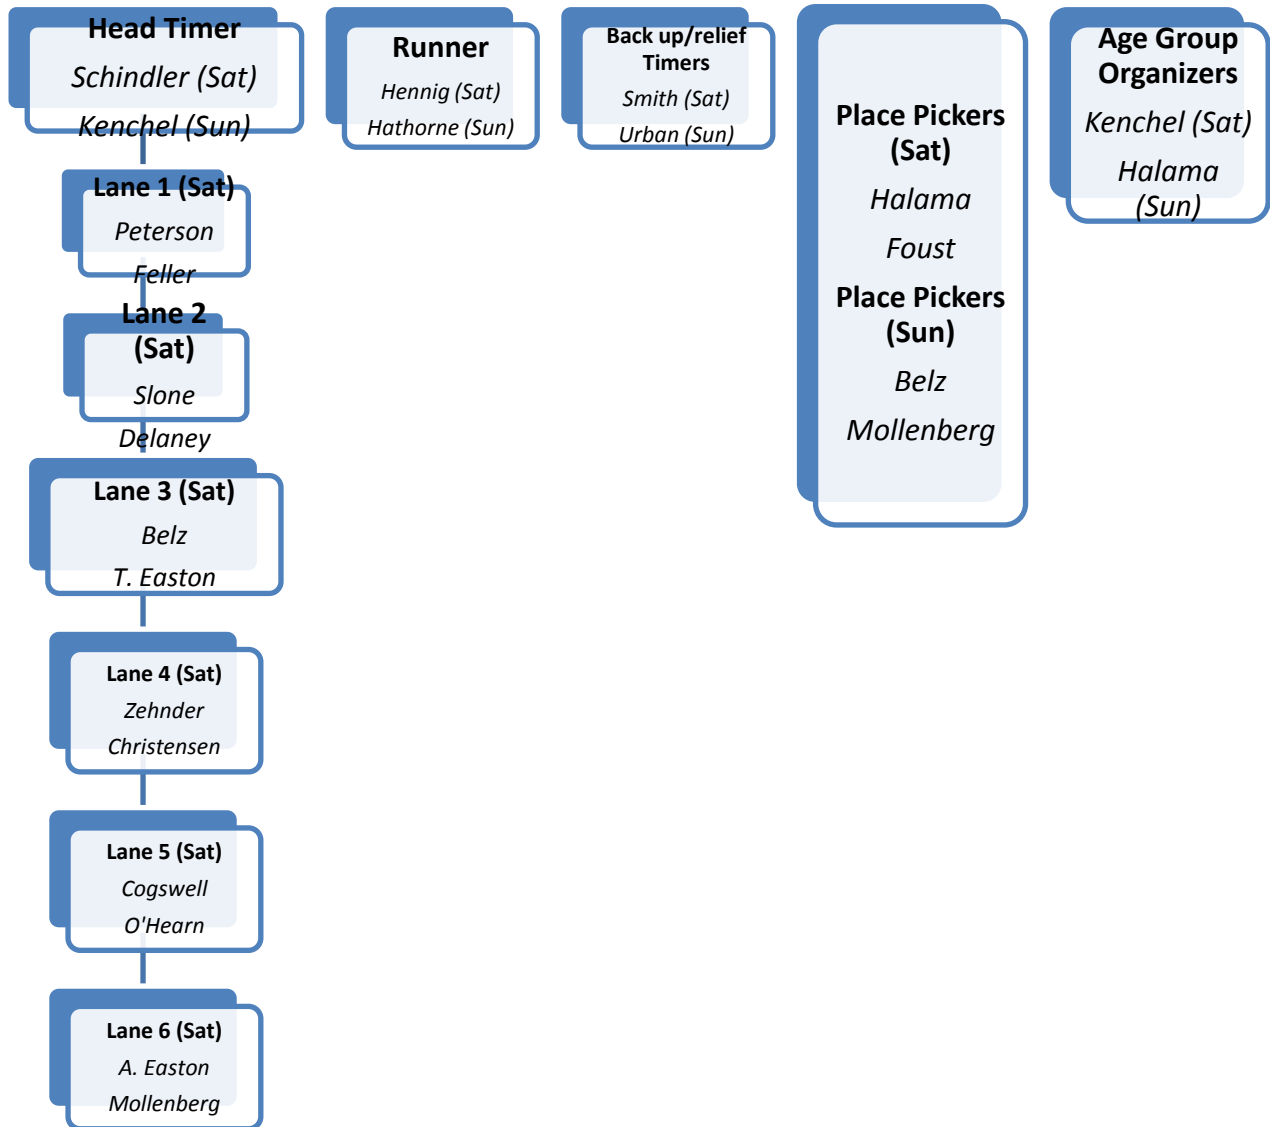 Head Timer
Schindler (Sat)
Kenchel (Sun)
Lane 1 (Sat)
Peterson
Feller
Lane 2
(Sat)
Slone
Delaney
Lane 3 (Sat)
Belz
T. Easton
Lane 4 (Sat)
Zehnder
Christensen
Lane 5 (Sat)
Cogswell
O'Hearn
Lane 6 (Sat)
A. Easton
Mollenberg
Runner
Hennig (Sat)
Hathorne (Sun)
Back up/relief
Timers
Smith (Sat)
Urban (Sun)
Place Pickers
(Sat)
Halama
Foust
Place Pickers
(Sun)
Belz
Mollenberg
Age Group
Organizers
Kenchel (Sat)
Halama
(Sun)